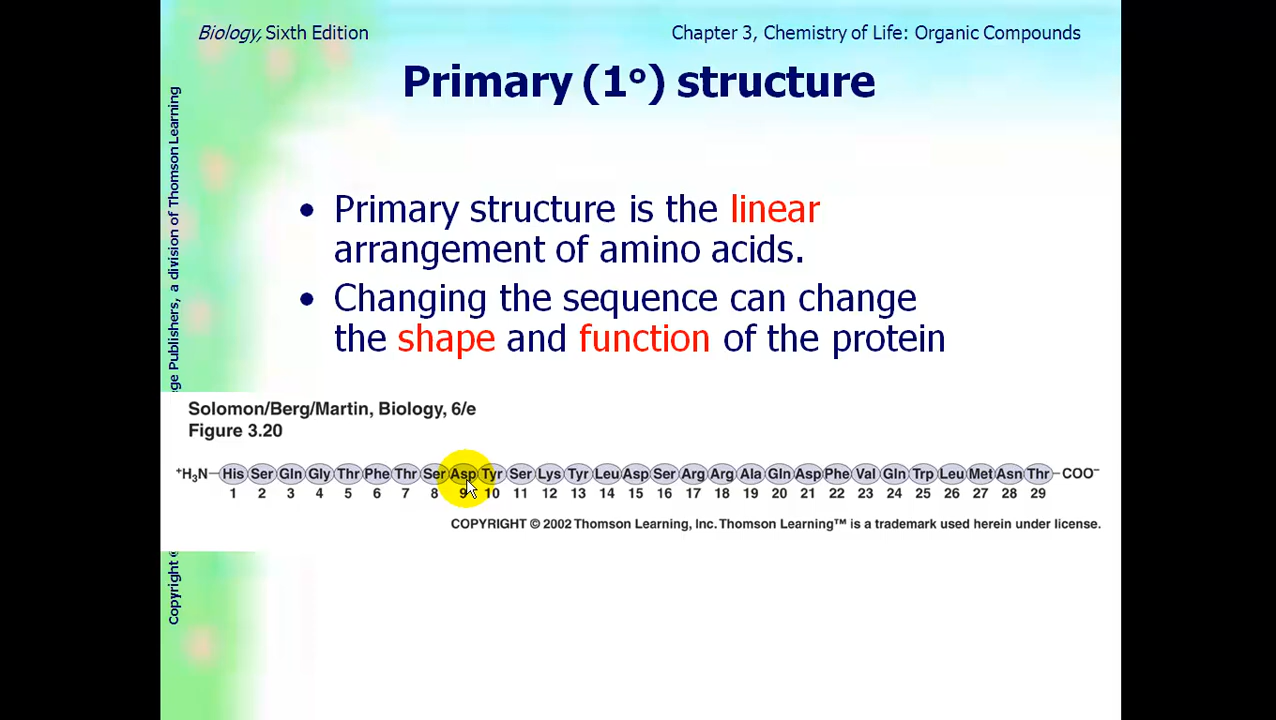 Biology, Sixth Edition
Chapter 3, Chemistry of Life: Organic Compounds
Primary (1º) structure
• Primary structure is the linear
arrangement of amino acids.
• Changing the sequence can change
the shape and function of the protein
Solomon/Berg/Martin, Biology, 6/e
Figure 3.20
⁺H₃N His Ser Gln Gly Thr Phe Thr Ser Asp Tyr Ser Lys Tyr Leu Asp Ser Arg Arg Ala Gln Asp Phe Val Gln Trp Leu Met Asn Thr COO⁻
1 2 3 4 5 6 7 8 9 10 11 12 13 14 15 16 17 18 19 20 21 22 23 24 25 26 27 28 29
COPYRIGHT © 2002 Thomson Learning, Inc. Thomson Learning™ is a trademark used herein under license.
Copyright ©
Publishers, a division of Thomson Learning